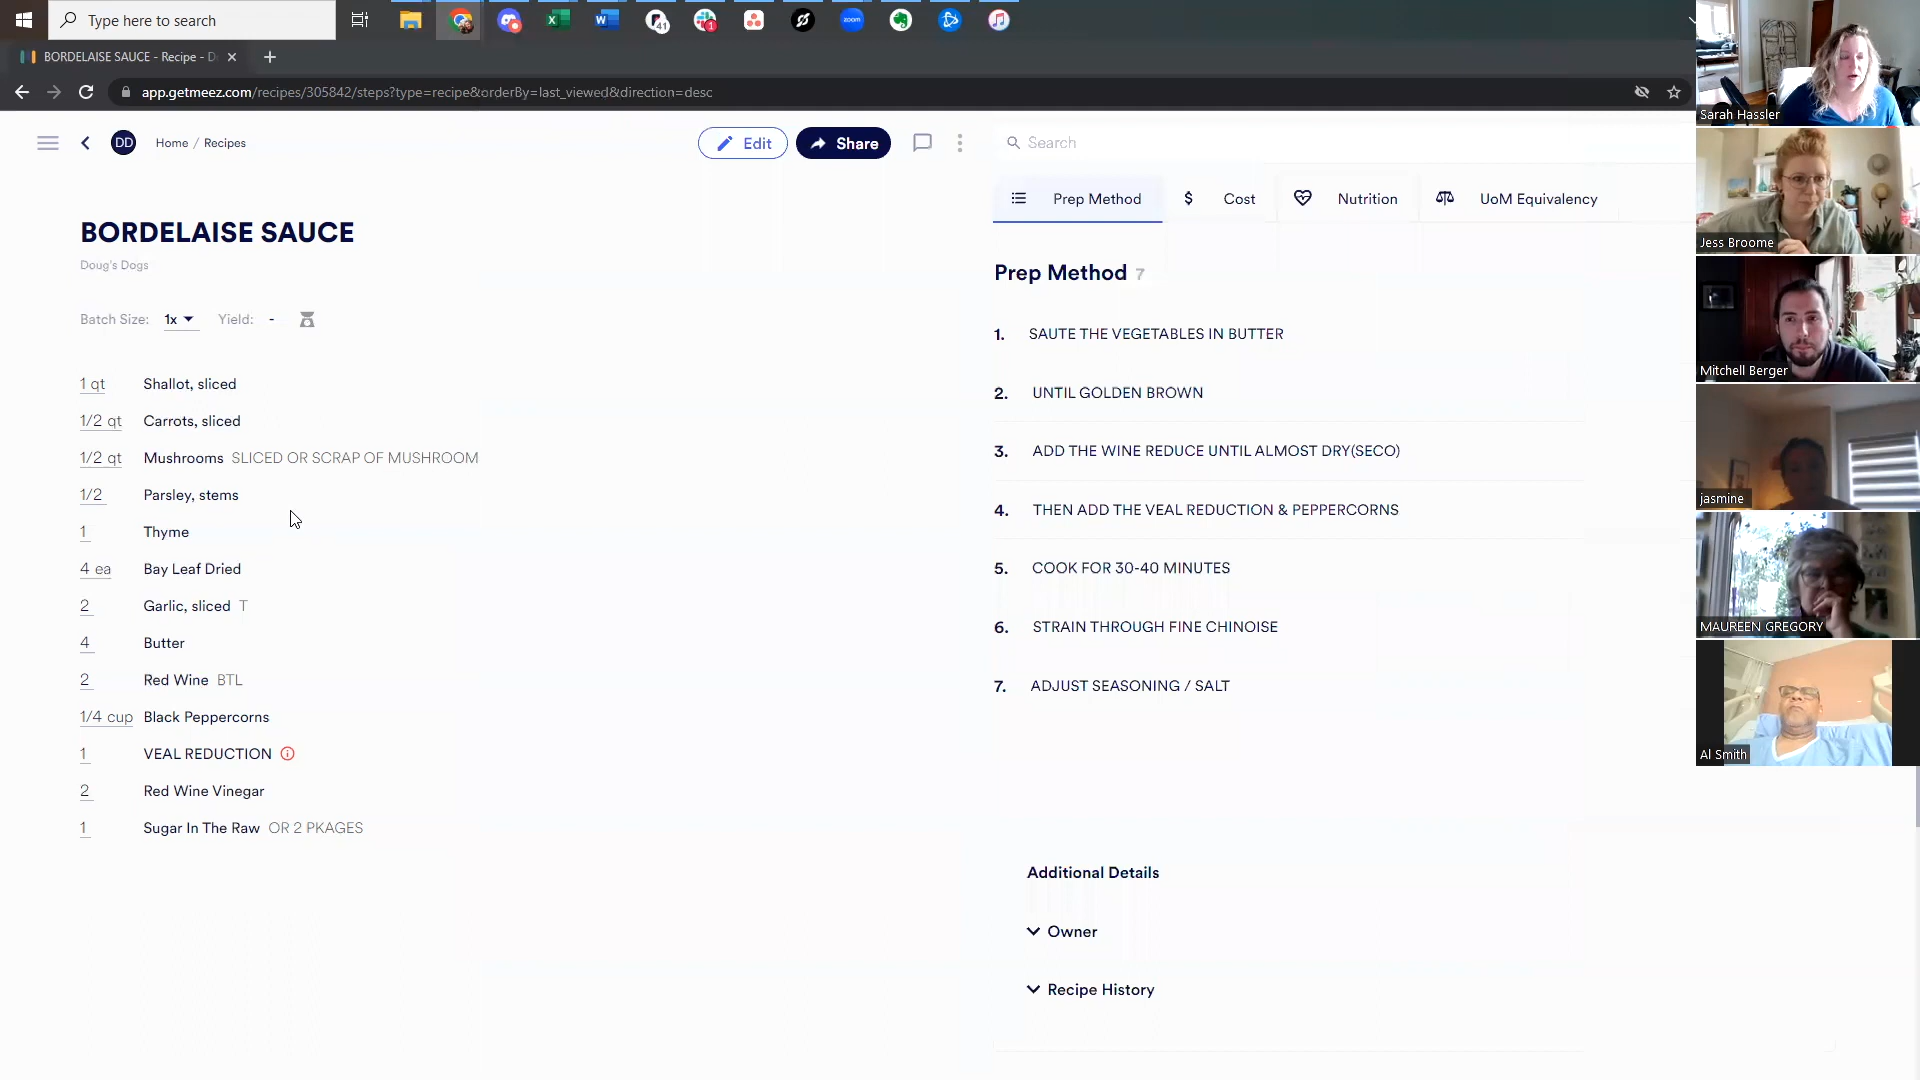 Type here to search
41
1
zoom
BORDELAISE SAUCE - Recipe - D
app.getmeez.com/recipes/305842/steps?type=recipe&orderBy=last_viewed&direction=desc
DD
Home / Recipes
Edit
Share
Search
Prep Method
$ Cost
Nutrition
UoM Equivalency
BORDELAISE SAUCE
Doug's Dogs
Batch Size: 1x Yield: -
1 qt Shallot, sliced
1/2 qt Carrots, sliced
1/2 qt Mushrooms SLICED OR SCRAP OF MUSHROOM
1/2 Parsley, stems
1 Thyme
4 ea Bay Leaf Dried
2 Garlic, sliced T
4 Butter
2 Red Wine BTL
1/4 cup Black Peppercorns
1 VEAL REDUCTION
2 Red Wine Vinegar
1 Sugar In The Raw OR 2 PKAGES
Prep Method 7
1. SAUTE THE VEGETABLES IN BUTTER
2. UNTIL GOLDEN BROWN
3. ADD THE WINE REDUCE UNTIL ALMOST DRY(SECO)
4. THEN ADD THE VEAL REDUCTION & PEPPERCORNS
5. COOK FOR 30-40 MINUTES
6. STRAIN THROUGH FINE CHINOISE
7. ADJUST SEASONING / SALT
Additional Details
Owner
Recipe History
Sarah Hassler
Jess Broome
Mitchell Berger
jasmine
MAUREEN GREGORY
Al Smith